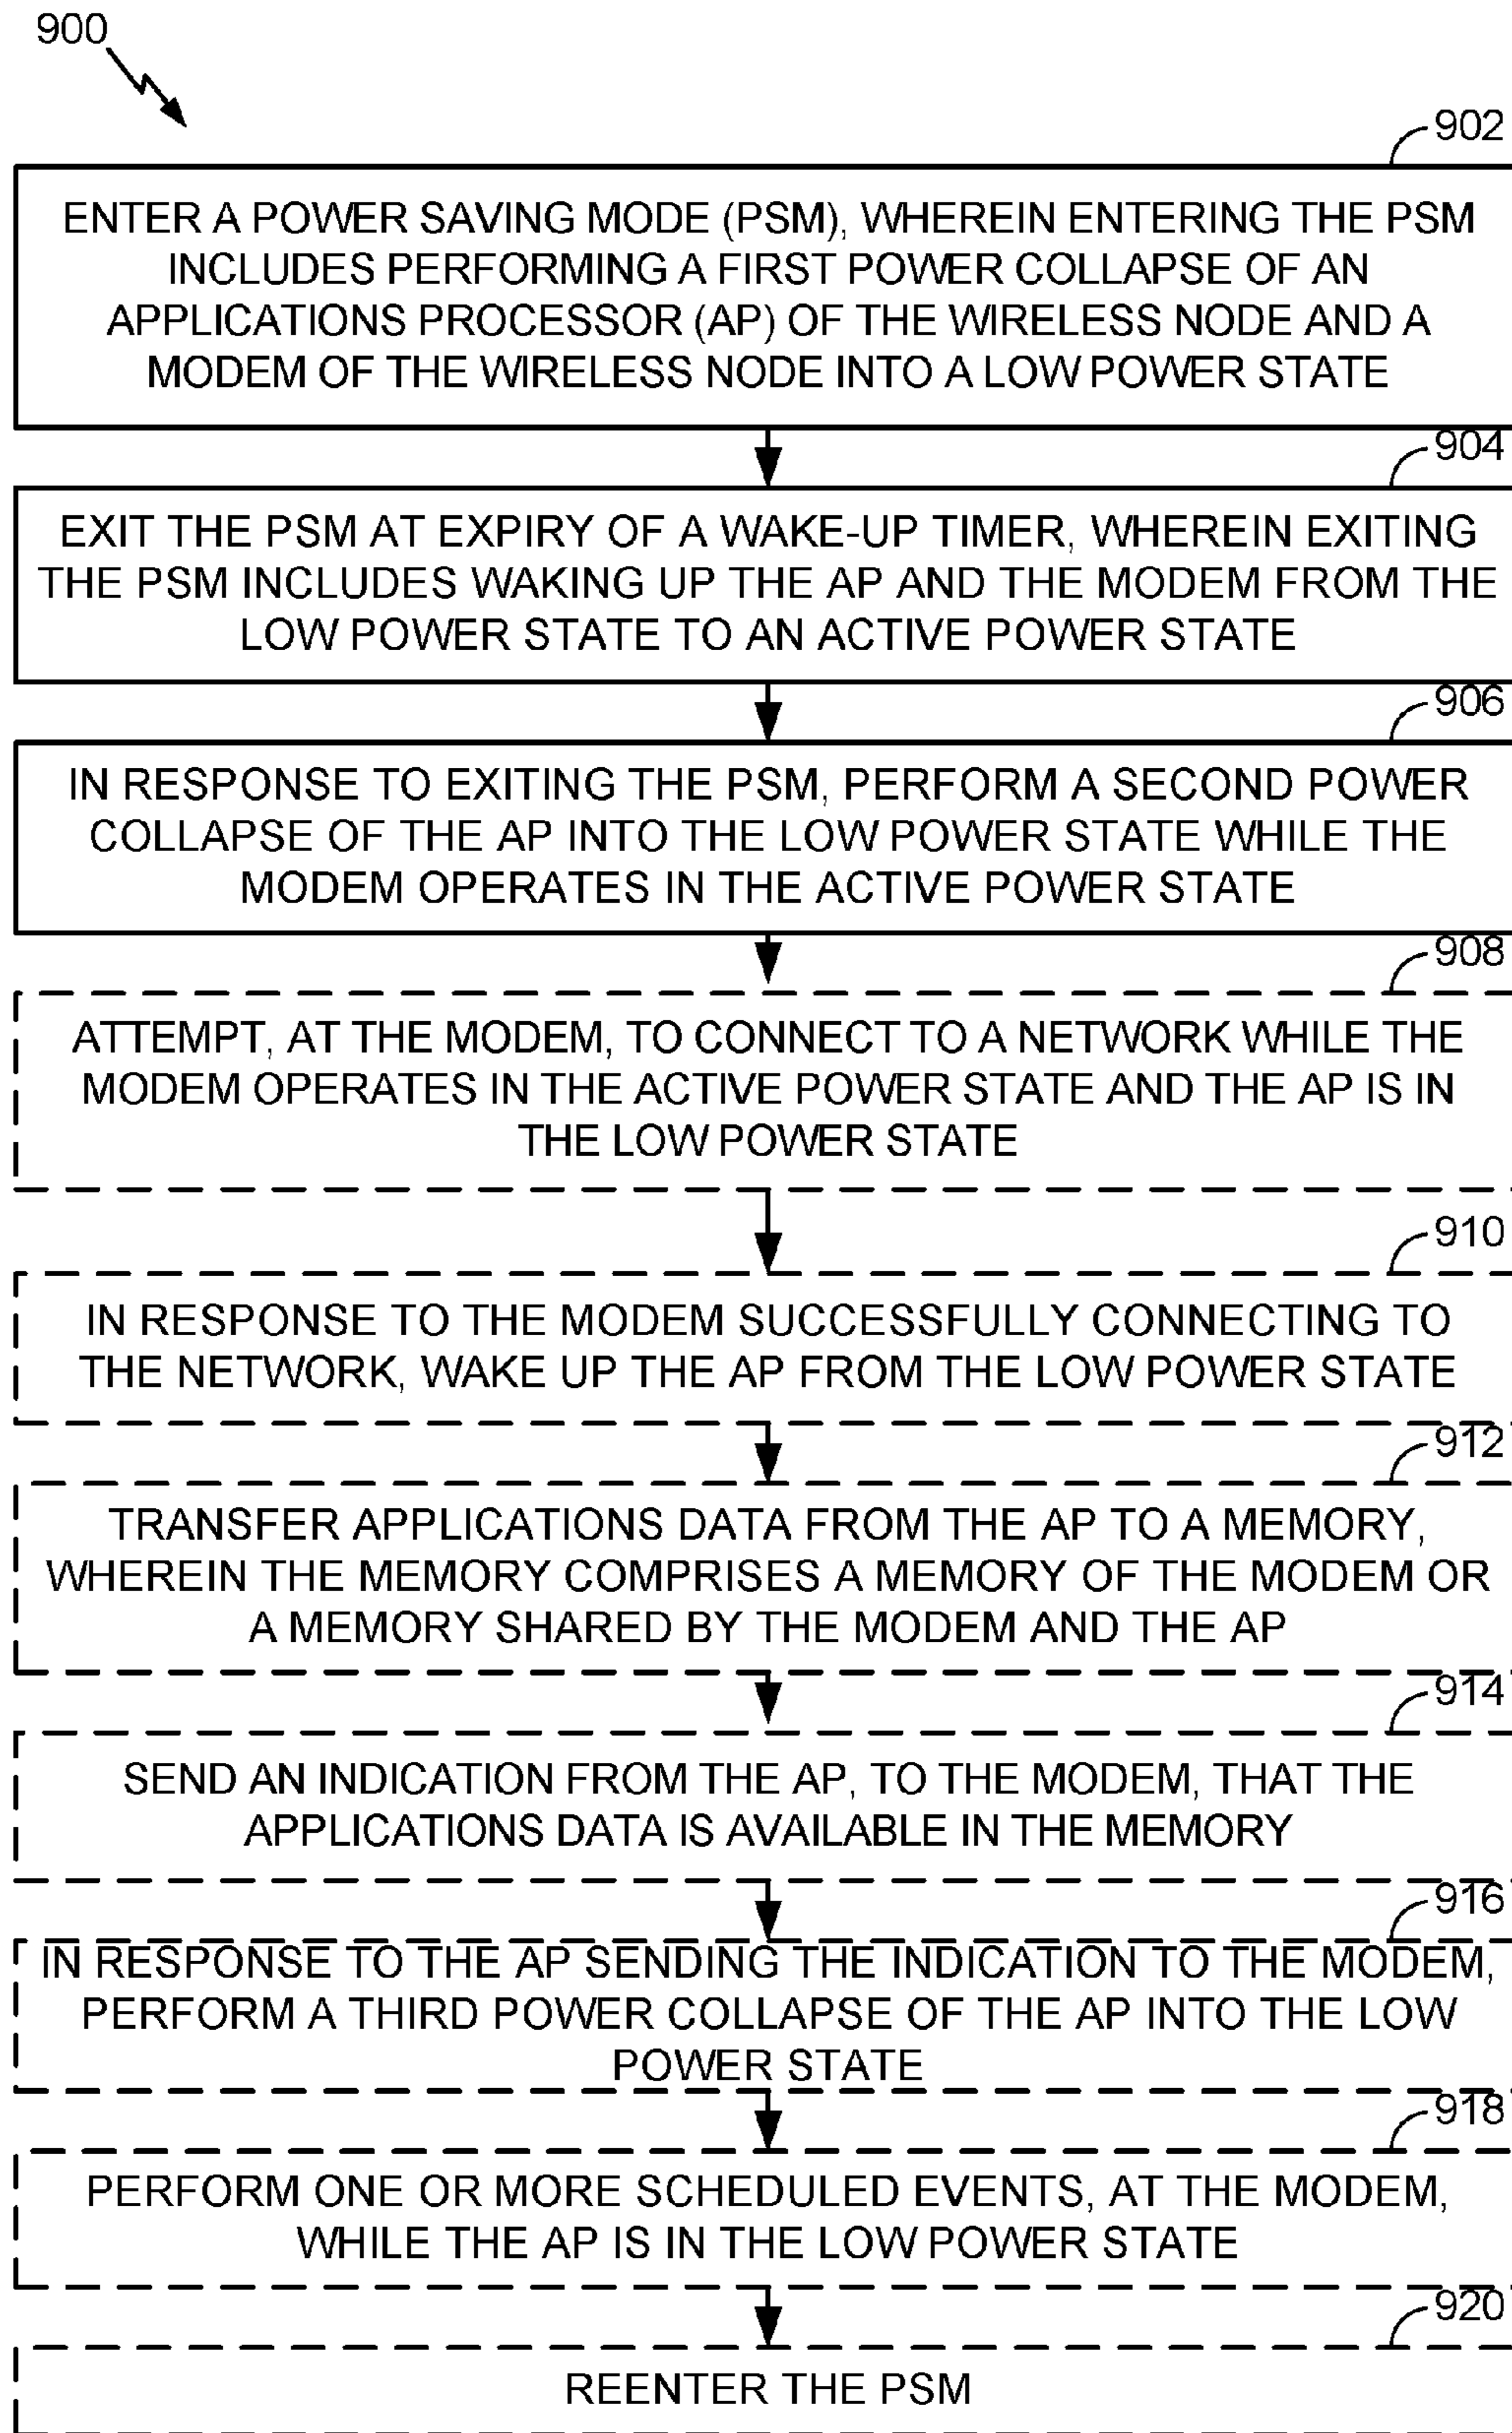 900
902
ENTER A POWER SAVING MODE (PSM), WHEREIN ENTERING THE PSM
INCLUDES PERFORMING A FIRST POWER COLLAPSE OF AN
APPLICATIONS PROCESSOR (AP) OF THE WIRELESS NODE AND A
MODEM OF THE WIRELESS NODE INTO A LOW POWER STATE
904
EXIT THE PSM AT EXPIRY OF A WAKE-UP TIMER, WHEREIN EXITING
THE PSM INCLUDES WAKING UP THE AP AND THE MODEM FROM THE
LOW POWER STATE TO AN ACTIVE POWER STATE
906
IN RESPONSE TO EXITING THE PSM, PERFORM A SECOND POWER
COLLAPSE OF THE AP INTO THE LOW POWER STATE WHILE THE
MODEM OPERATES IN THE ACTIVE POWER STATE
908
ATTEMPT, AT THE MODEM, TO CONNECT TO A NETWORK WHILE THE
MODEM OPERATES IN THE ACTIVE POWER STATE AND THE AP IS IN
THE LOW POWER STATE
910
IN RESPONSE TO THE MODEM SUCCESSFULLY CONNECTING TO
THE NETWORK, WAKE UP THE AP FROM THE LOW POWER STATE
912
TRANSFER APPLICATIONS DATA FROM THE AP TO A MEMORY,
WHEREIN THE MEMORY COMPRISES A MEMORY OF THE MODEM OR
A MEMORY SHARED BY THE MODEM AND THE AP
914
SEND AN INDICATION FROM THE AP, TO THE MODEM, THAT THE
APPLICATIONS DATA IS AVAILABLE IN THE MEMORY
916
IN RESPONSE TO THE AP SENDING THE INDICATION TO THE MODEM,
PERFORM A THIRD POWER COLLAPSE OF THE AP INTO THE LOW
POWER STATE
918
PERFORM ONE OR MORE SCHEDULED EVENTS, AT THE MODEM,
WHILE THE AP IS IN THE LOW POWER STATE
920
REENTER THE PSM